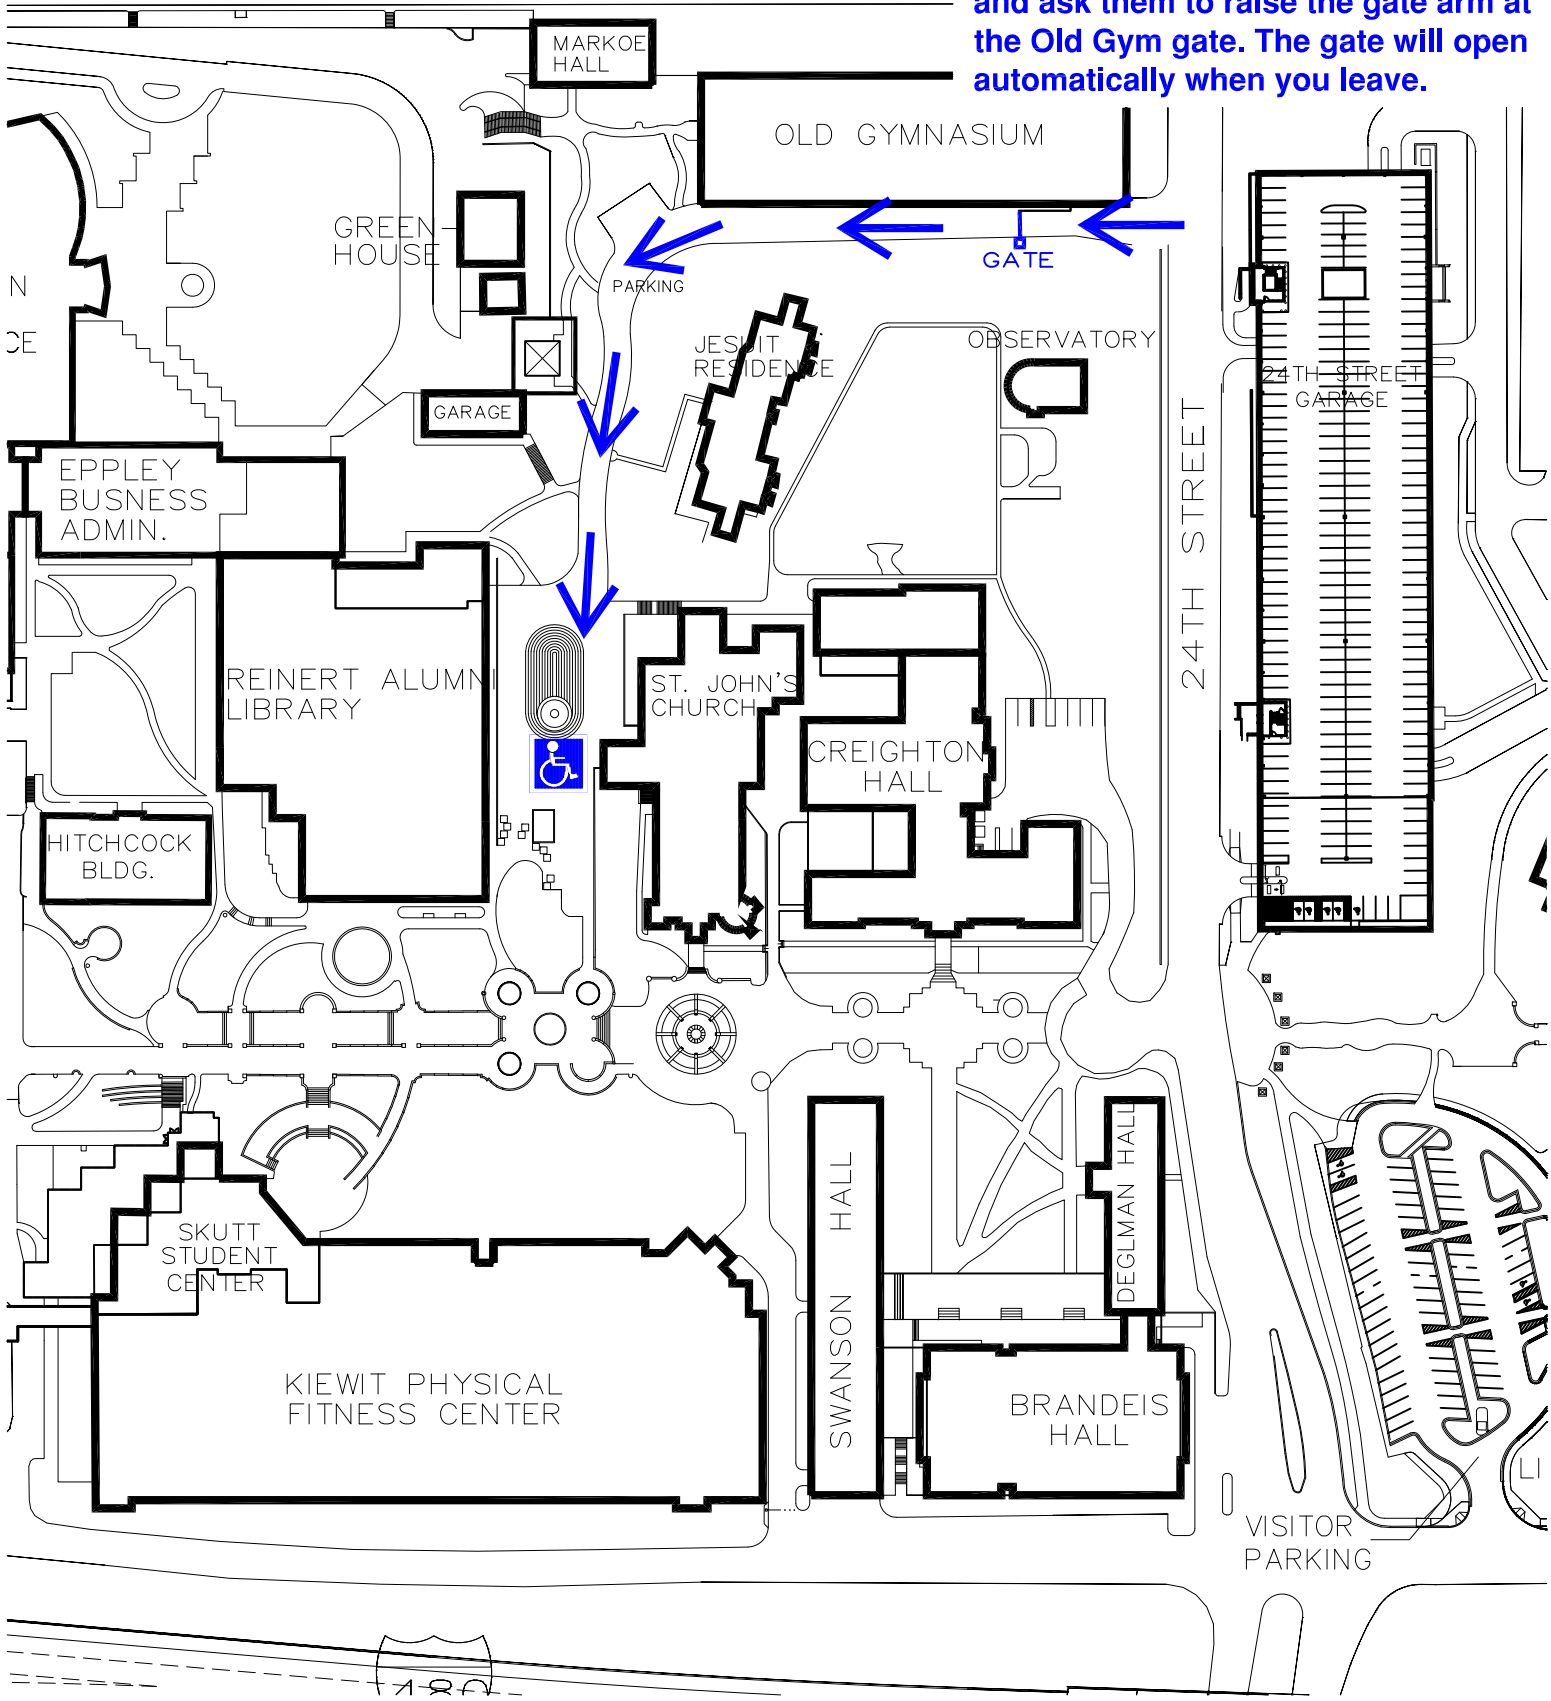 and ask them to raise the gate arm at
the Old Gym gate. The gate will open
automatically when you leave.
MARKOE
HALL
OLD GYMNASIUM
GREEN
HOUSE
GATE
PARKING
N
CE
JESUIT
RESIDENCE
OBSERVATORY
24TH STREET
GARAGE
GARAGE
24TH STREET
EPPLEY
BUSNESS
ADMIN.
REINERT ALUMNI
LIBRARY
ST. JOHN'S
CHURCH
CREIGHTON
HALL
HITCHCOCK
BLDG.
SWANSON HALL
DEGLMAN HALL
SKUTT
STUDENT
CENTER
KIEWIT PHYSICAL
FITNESS CENTER
BRANDEIS
HALL
LI
VISITOR
PARKING
480